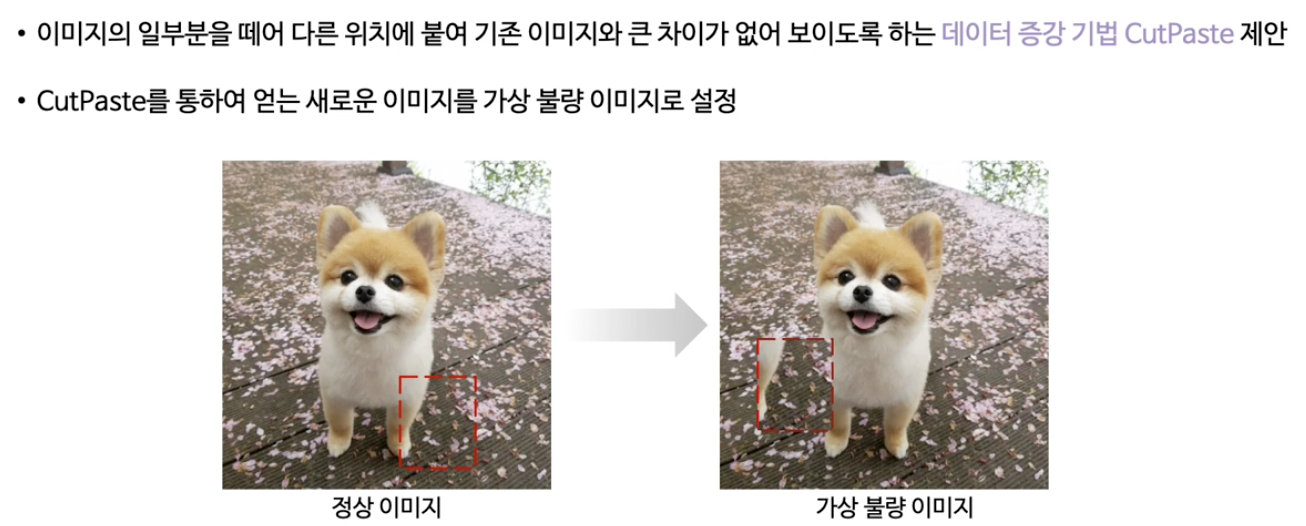 • 이미지의 일부분을 떼어 다른 위치에 붙여 기존 이미지와 큰 차이가 없어 보이도록 하는 데이터 증강 기법 CutPaste 제안
• CutPaste를 통하여 얻는 새로운 이미지를 가상 불량 이미지로 설정
정상 이미지
가상 불량 이미지